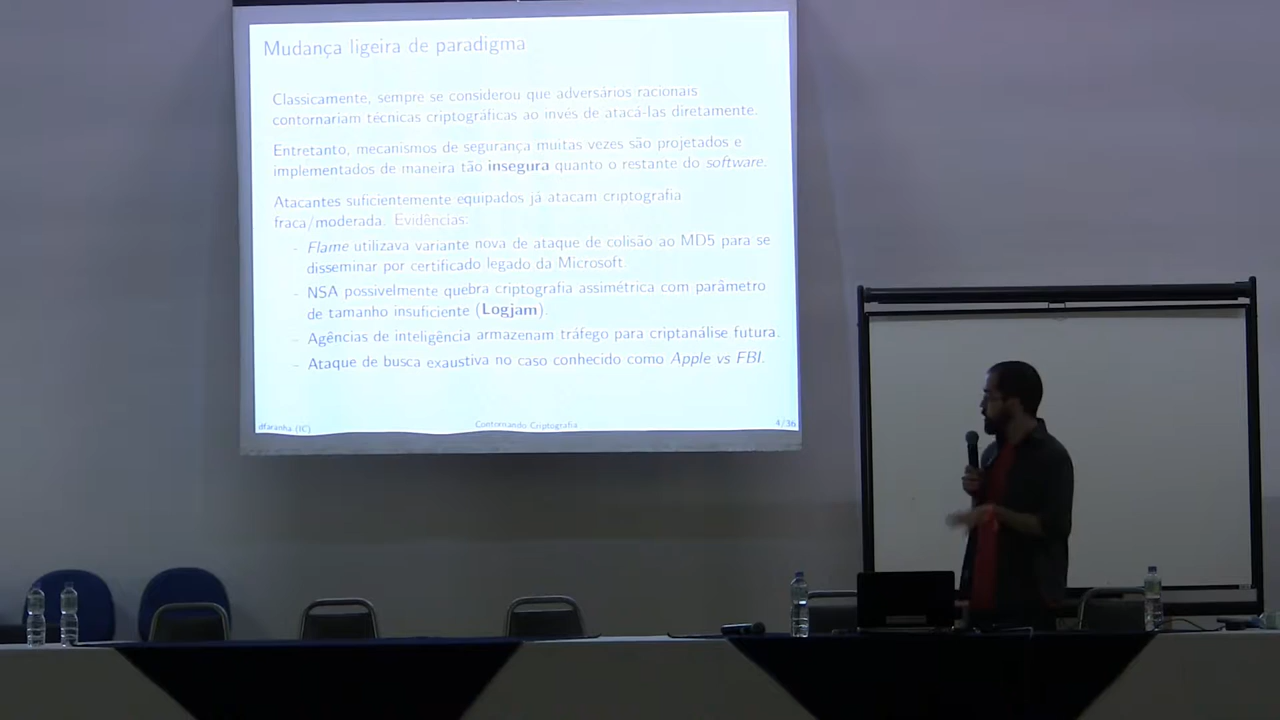 Mudança ligeira de paradigma
Classicamente, sempre se considerou que adversários racionais
contornariam técnicas criptográficas ao invés de atacá-las diretamente.
Entretanto, mecanismos de segurança muitas vezes são projetados e
implementados de maneira tão insegura quanto o restante do software.
Atacantes suficientemente equipados já atacam criptografia
fraca/moderada. Evidências:
- Flame utilizava variante nova de ataque de colisão ao MD5 para se
disseminar por certificado legado da Microsoft.
- NSA possivelmente quebra criptografia assimétrica com parâmetro
de tamanho insuficiente (Logjam).
- Agências de inteligência armazenam tráfego para criptanálise futura.
- Ataque de busca exaustiva no caso conhecido como Apple vs FBI.
dfaranha (IC)
Contornando Criptografia
4/36